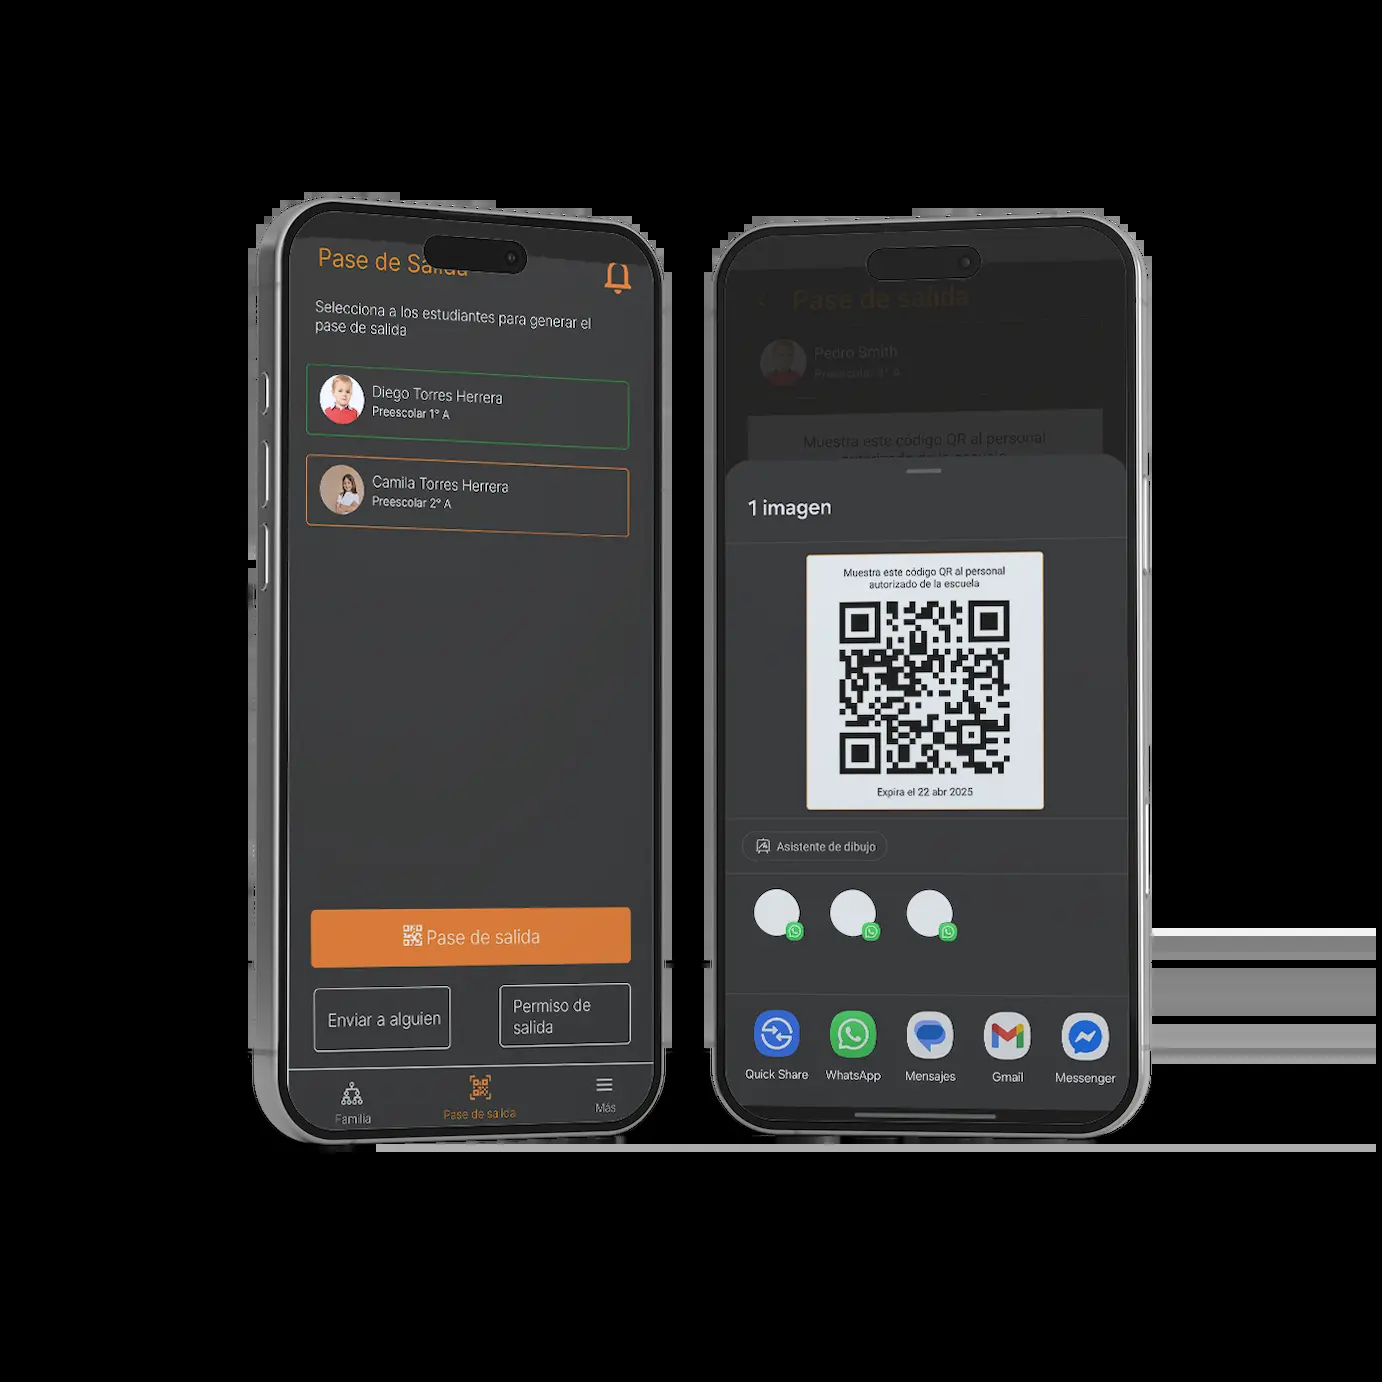 Pase de Salida
Selecciona a los estudiantes para generar el
pase de salida
Diego Torres Herrera
Preescolar 1° A
Camila Torres Herrera
Preescolar 2° A
Pase de salida
Enviar a alguien
Permiso de
salida
Familia
Pase de salida
Más
Pase de salida
Pedro Smith
Preescolar A
Muestra este código QR al personal
autorizado de la escuela
1 imagen
Muestra este código QR al personal
autorizado de la escuela
Expira el 22 abr 2025
Asistente de dibujo
Quick Share
WhatsApp
Mensajes
Gmail
Messenger